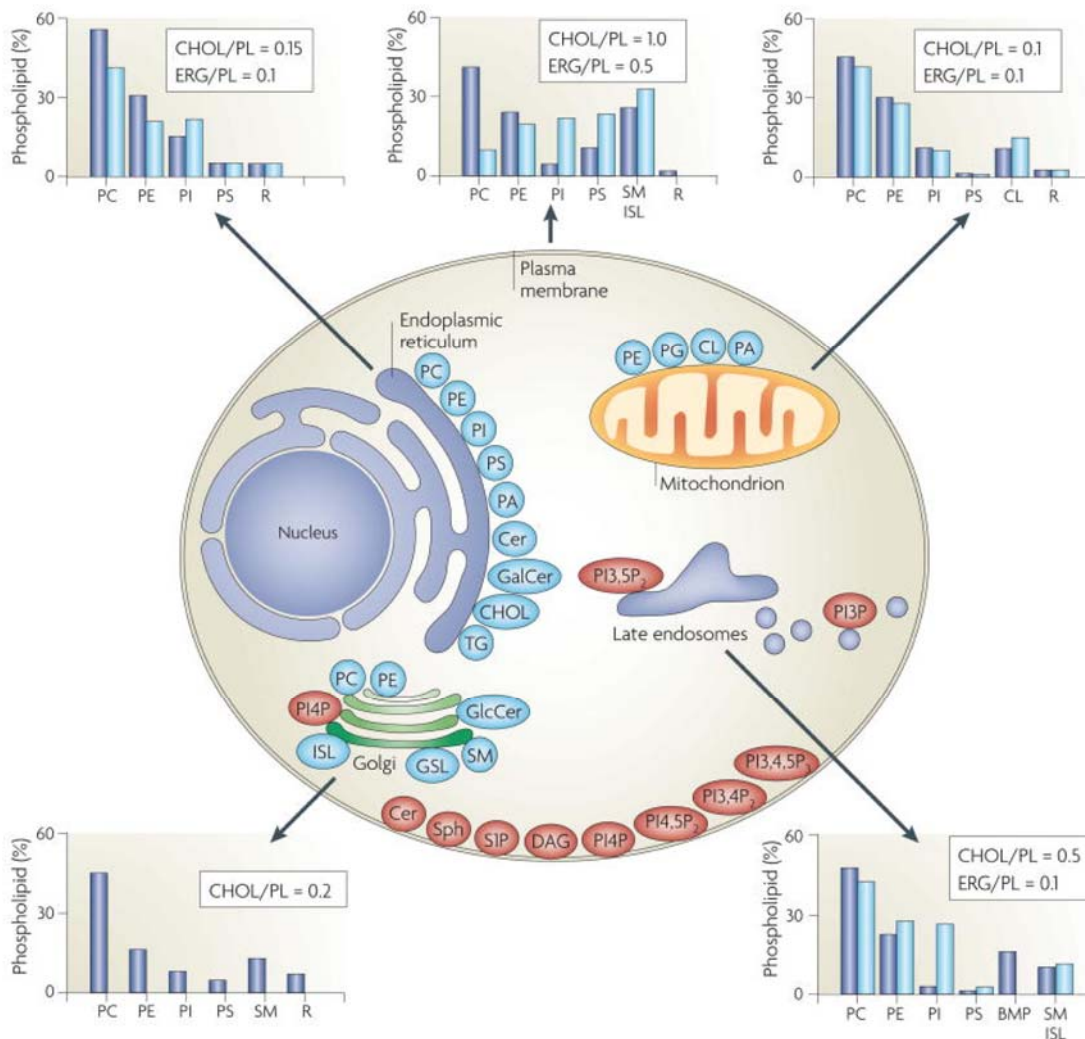 Phospholipid (%)
60
30
0
CHOL/PL = 0.15
ERG/PL = 0.1
PC PE PI PS R
Phospholipid (%)
60
30
0
CHOL/PL = 1.0
ERG/PL = 0.5
PC PE PI PS SM R
ISL
Phospholipid (%)
60
30
0
CHOL/PL = 0.1
ERG/PL = 0.1
PC PE PI PS CL R
Plasma
membrane
Endoplasmic
reticulum
PC
PE
PI
PS
PA
Cer
GalCer
CHOL
TG
Nucleus
PE PG CL PA
Mitochondrion
PI3,5P2
PI3P
Late endosomes
PC PE
PI4P
GlcCer
ISL
Golgi
GSL
SM
Cer
Sph
S1P
DAG
PI4P
PI4,5P2
PI3,4P2
PI3,4,5P3
Phospholipid (%)
60
30
0
CHOL/PL = 0.2
PC PE PI PS SM R
Phospholipid (%)
60
30
0
CHOL/PL = 0.5
ERG/PL = 0.1
PC PE PI PS BMP SM
ISL